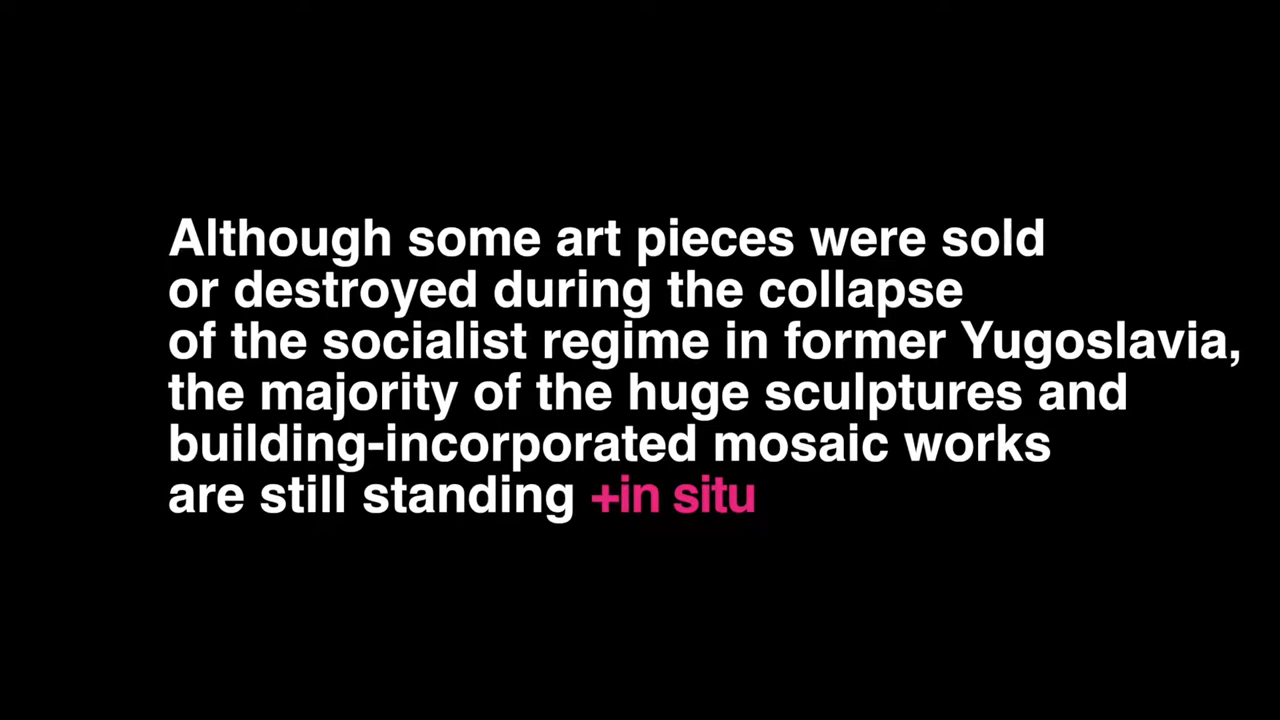 Although some art pieces were sold
or destroyed during the collapse
of the socialist regime in former Yugoslavia,
the majority of the huge sculptures and
building-incorporated mosaic works
are still standing +in situ